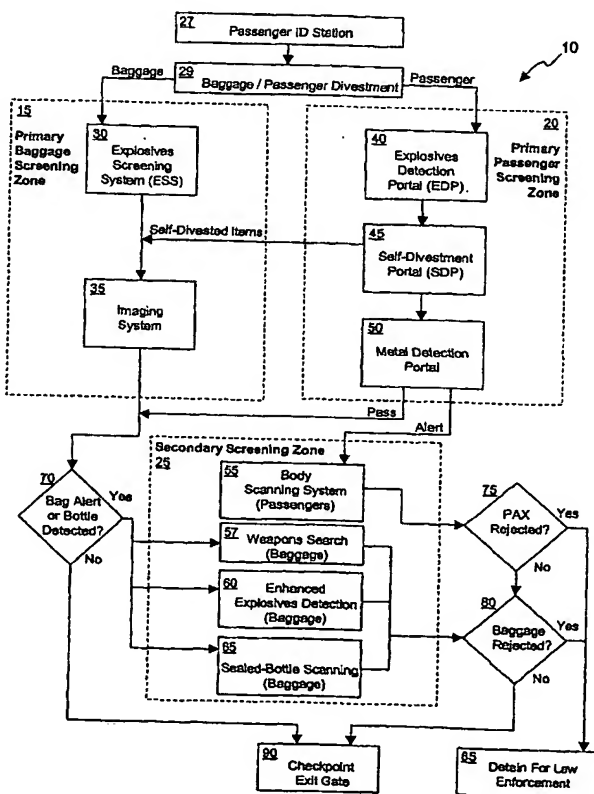 27
Passenger ID Station
10
29
Baggage / Passenger Divestment
Baggage
Passenger
15
Primary
Baggage
Screening
Zone
30
Explosives
Screening
System (ESS)
20
Primary
Passenger
Screening
Zone
40
Explosives
Detection
Portal (EDP)
Self-Divested Items
45
Self-Divestment
Portal (SDP)
35
Imaging
System
50
Metal Detection
Portal
Pass
Alert
Secondary Screening Zone
25
55
Body
Scanning System
(Passengers)
70
Bag Alert
or Bottle
Detected?
Yes
No
57
Weapons Search
(Baggage)
60
Enhanced
Explosives Detection
(Baggage)
65
Sealed-Bottle Scanning
(Baggage)
75
PAX
Rejected?
Yes
No
80
Baggage
Rejected?
Yes
No
90
Checkpoint
Exit Gate
85
Detain For Law
Enforcement